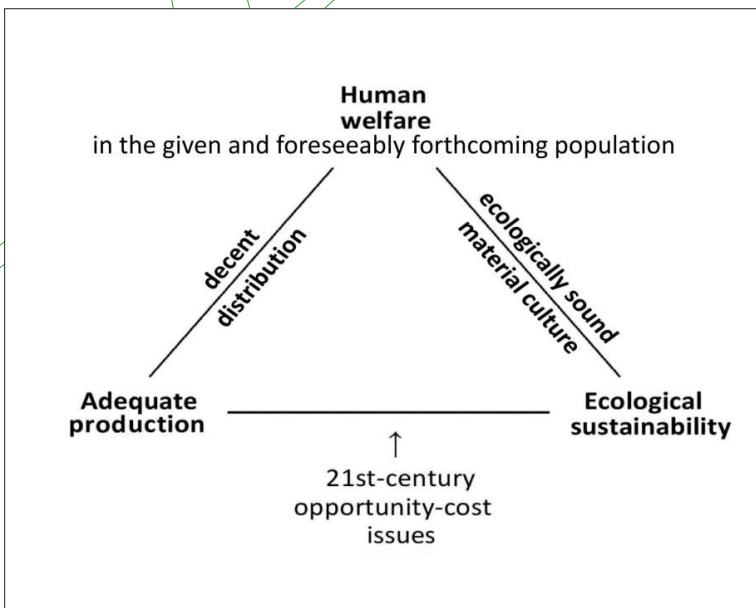 Human
welfare
in the given and foreseeably forthcoming population
decent
distribution
ecologically sound
material culture
Adequate
production
Ecological
sustainability
↑
21st-century
opportunity-cost
issues